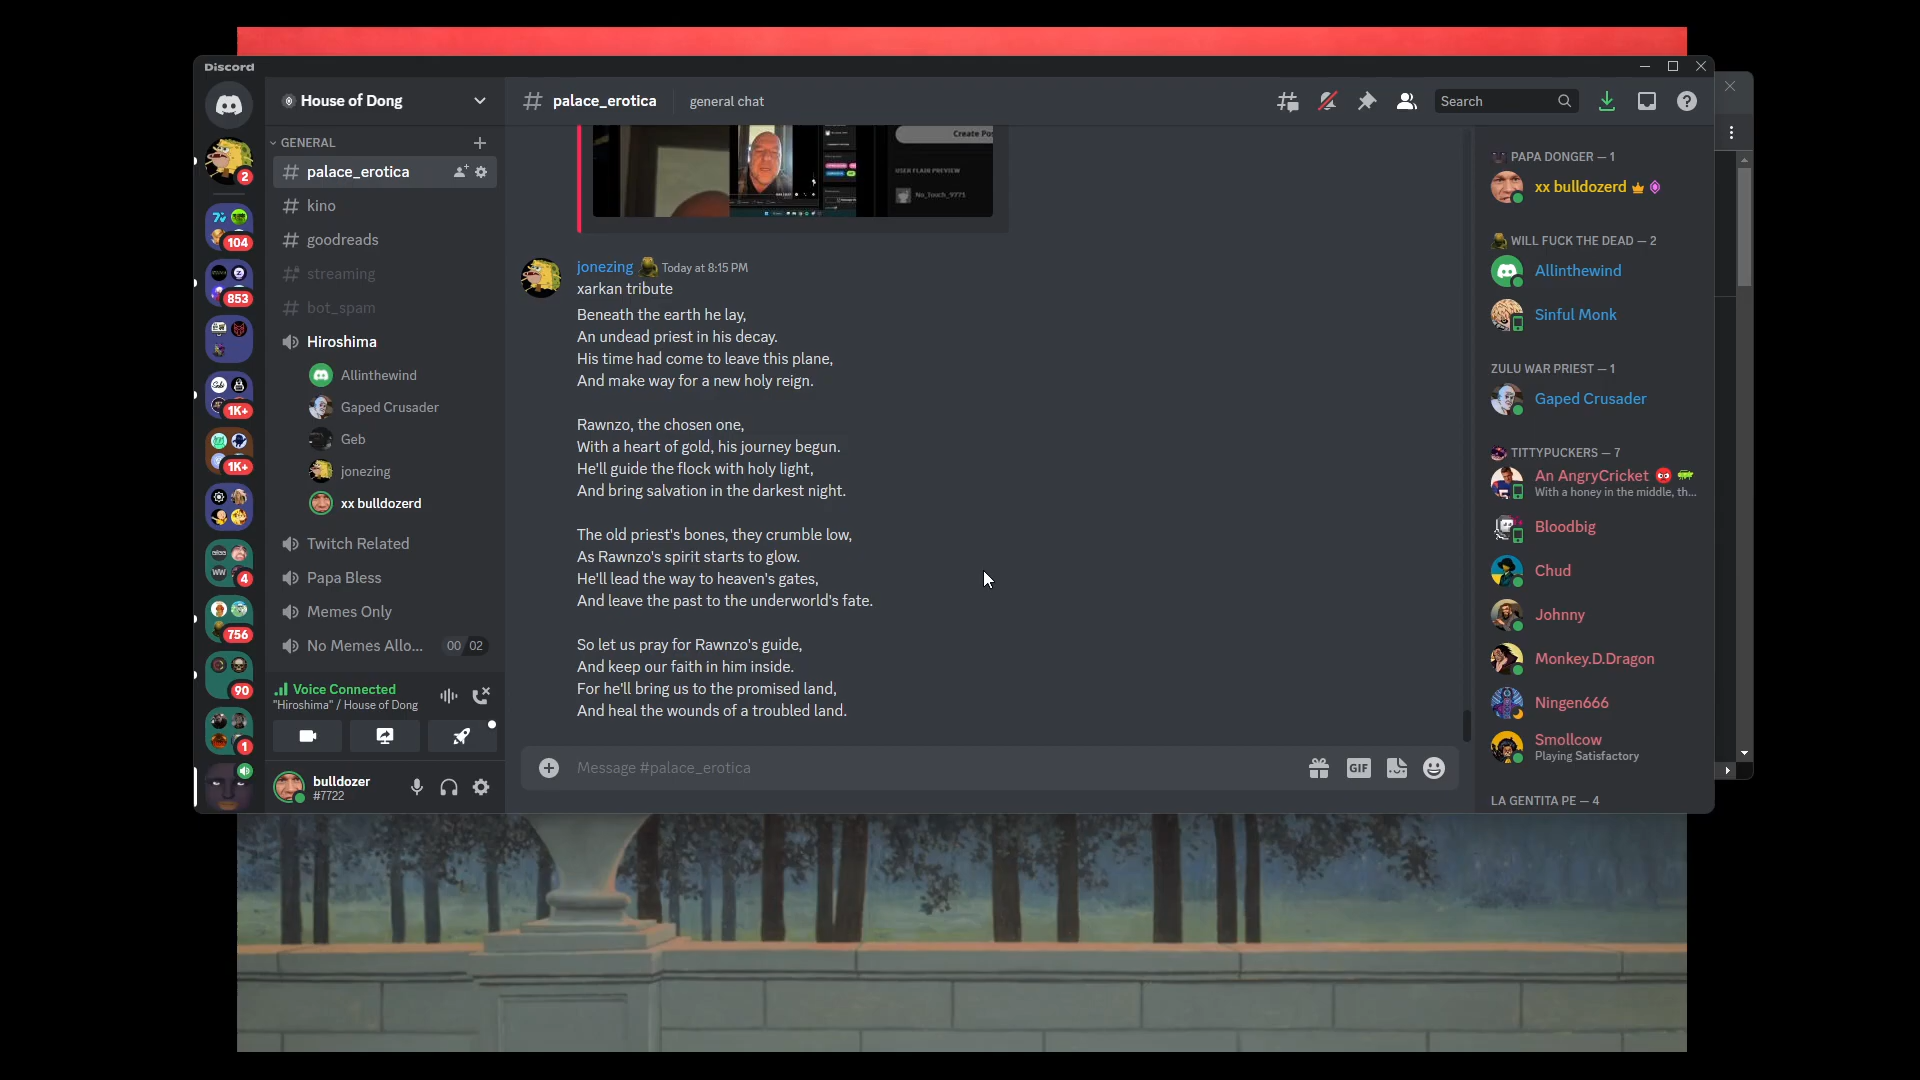 Discord
House of Dong
palace_erotica
general chat
Search
GENERAL
palace_erotica
kino
goodreads
streaming
bot_spam
Hiroshima
Allinthewind
Gaped Crusader
Geb
jonezing
xx bulldozerd
Twitch Related
Papa Bless
Memes Only
No Memes Allo...
00 02
Voice Connected
"Hiroshima" / House of Dong
bulldozer
#7722
2
104
853
1K+
1K+
4
756
90
1
Create Pos
USER FLAIR PREVIEW
No_Touch_9771
jonezing Today at 8:15 PM
xarkan tribute
Beneath the earth he lay,
An undead priest in his decay.
His time had come to leave this plane,
And make way for a new holy reign.
Rawnzo, the chosen one,
With a heart of gold, his journey begun.
He'll guide the flock with holy light,
And bring salvation in the darkest night.
The old priest's bones, they crumble low,
As Rawnzo's spirit starts to glow.
He'll lead the way to heaven's gates,
And leave the past to the underworld's fate.
So let us pray for Rawnzo's guide,
And keep our faith in him inside.
For he'll bring us to the promised land,
And heal the wounds of a troubled land.
Message #palace_erotica
GIF
PAPA DONGER — 1
xx bulldozerd
WILL FUCK THE DEAD — 2
Allinthewind
Sinful Monk
ZULU WAR PRIEST — 1
Gaped Crusader
TITTYPUCKERS — 7
An AngryCricket
With a honey in the middle, th...
Bloodbig
Chud
Johnny
Monkey.D.Dragon
Ningen666
Smollcow
Playing Satisfactory
LA GENTITA PE — 4